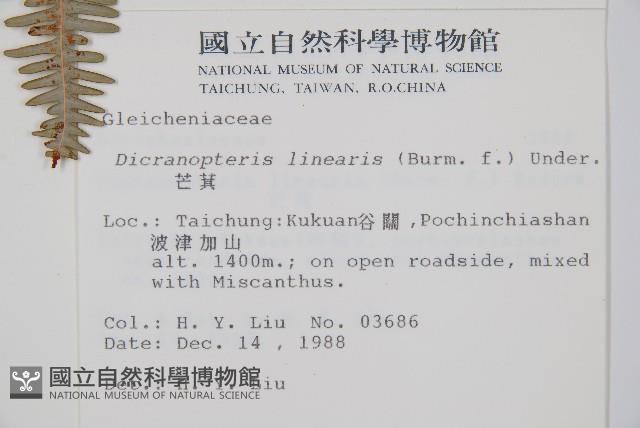 國立自然科學博物館
NATIONAL MUSEUM OF NATURAL SCIENCE
TAICHUNG, TAIWAN, R.O.CHINA
Gleicheniaceae
Dicranopteris linearis (Burm. f.) Under.
芒萁
Loc.: Taichung:Kukuan谷關,Pochinchiashan
波津加山
alt. 1400m.; on open roadside, mixed
with Miscanthus.
Col.: H. Y. Liu No. 03686
Date: Dec. 14 , 1988
Liu
國立自然科學博物館
NATIONAL MUSEUM OF NATURAL SCIENCE